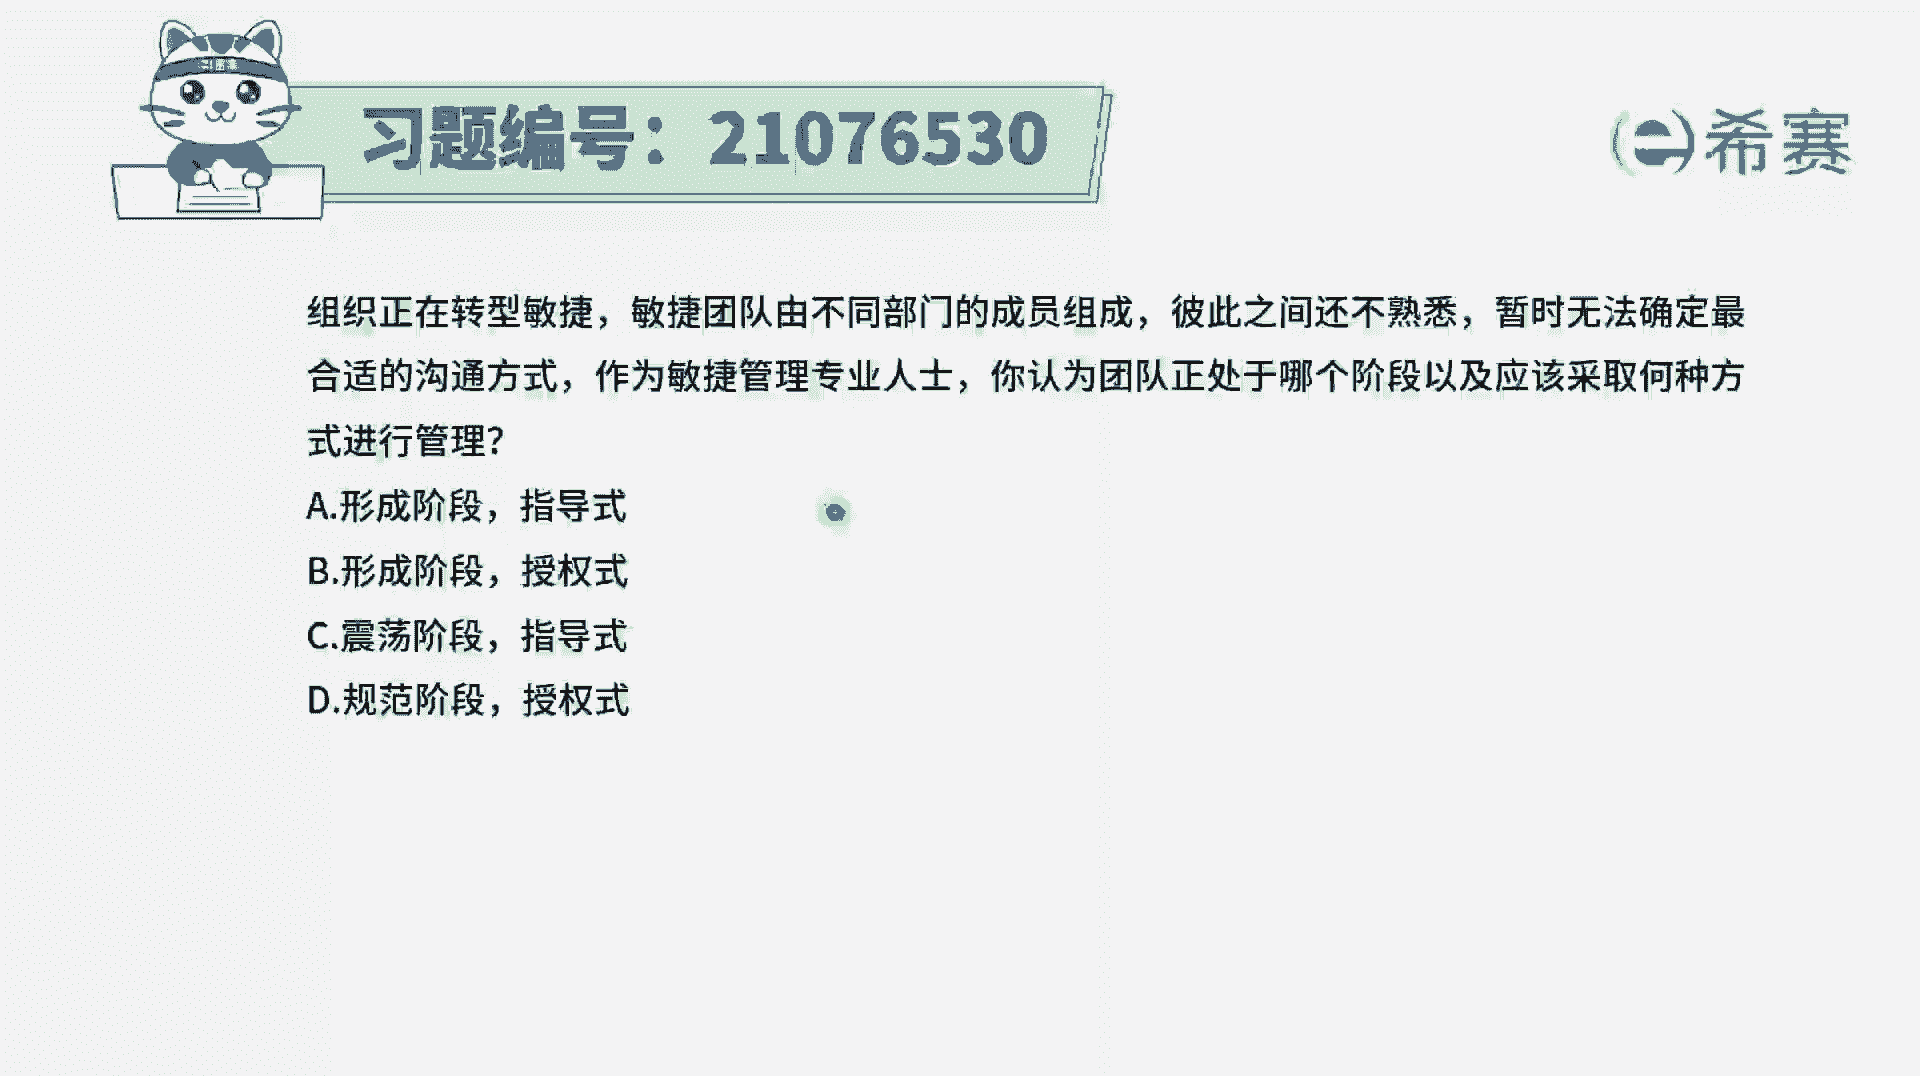 习题编号：21076530
希赛
组织正在转型敏捷，敏捷团队由不同部门的成员组成，彼此之间还不熟悉，暂时无法确定最
合适的沟通方式，作为敏捷管理专业人士，你认为团队正处于哪个阶段以及应该采取何种方
式进行管理？
A.形成阶段，指导式
B.形成阶段，授权式
C.震荡阶段，指导式
D.规范阶段，授权式